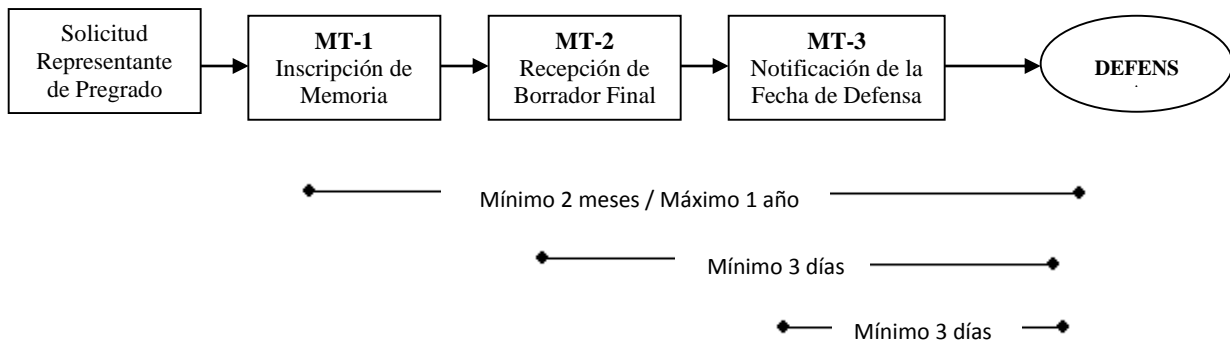 Solicitud
Representante
de Pregrado
MT-1
Inscripción de
Memoria
MT-2
Recepción de
Borrador Final
MT-3
Notificación de la
Fecha de Defensa
DEFENS
Mínimo 2 meses / Máximo 1 año
Mínimo 3 días
Mínimo 3 días